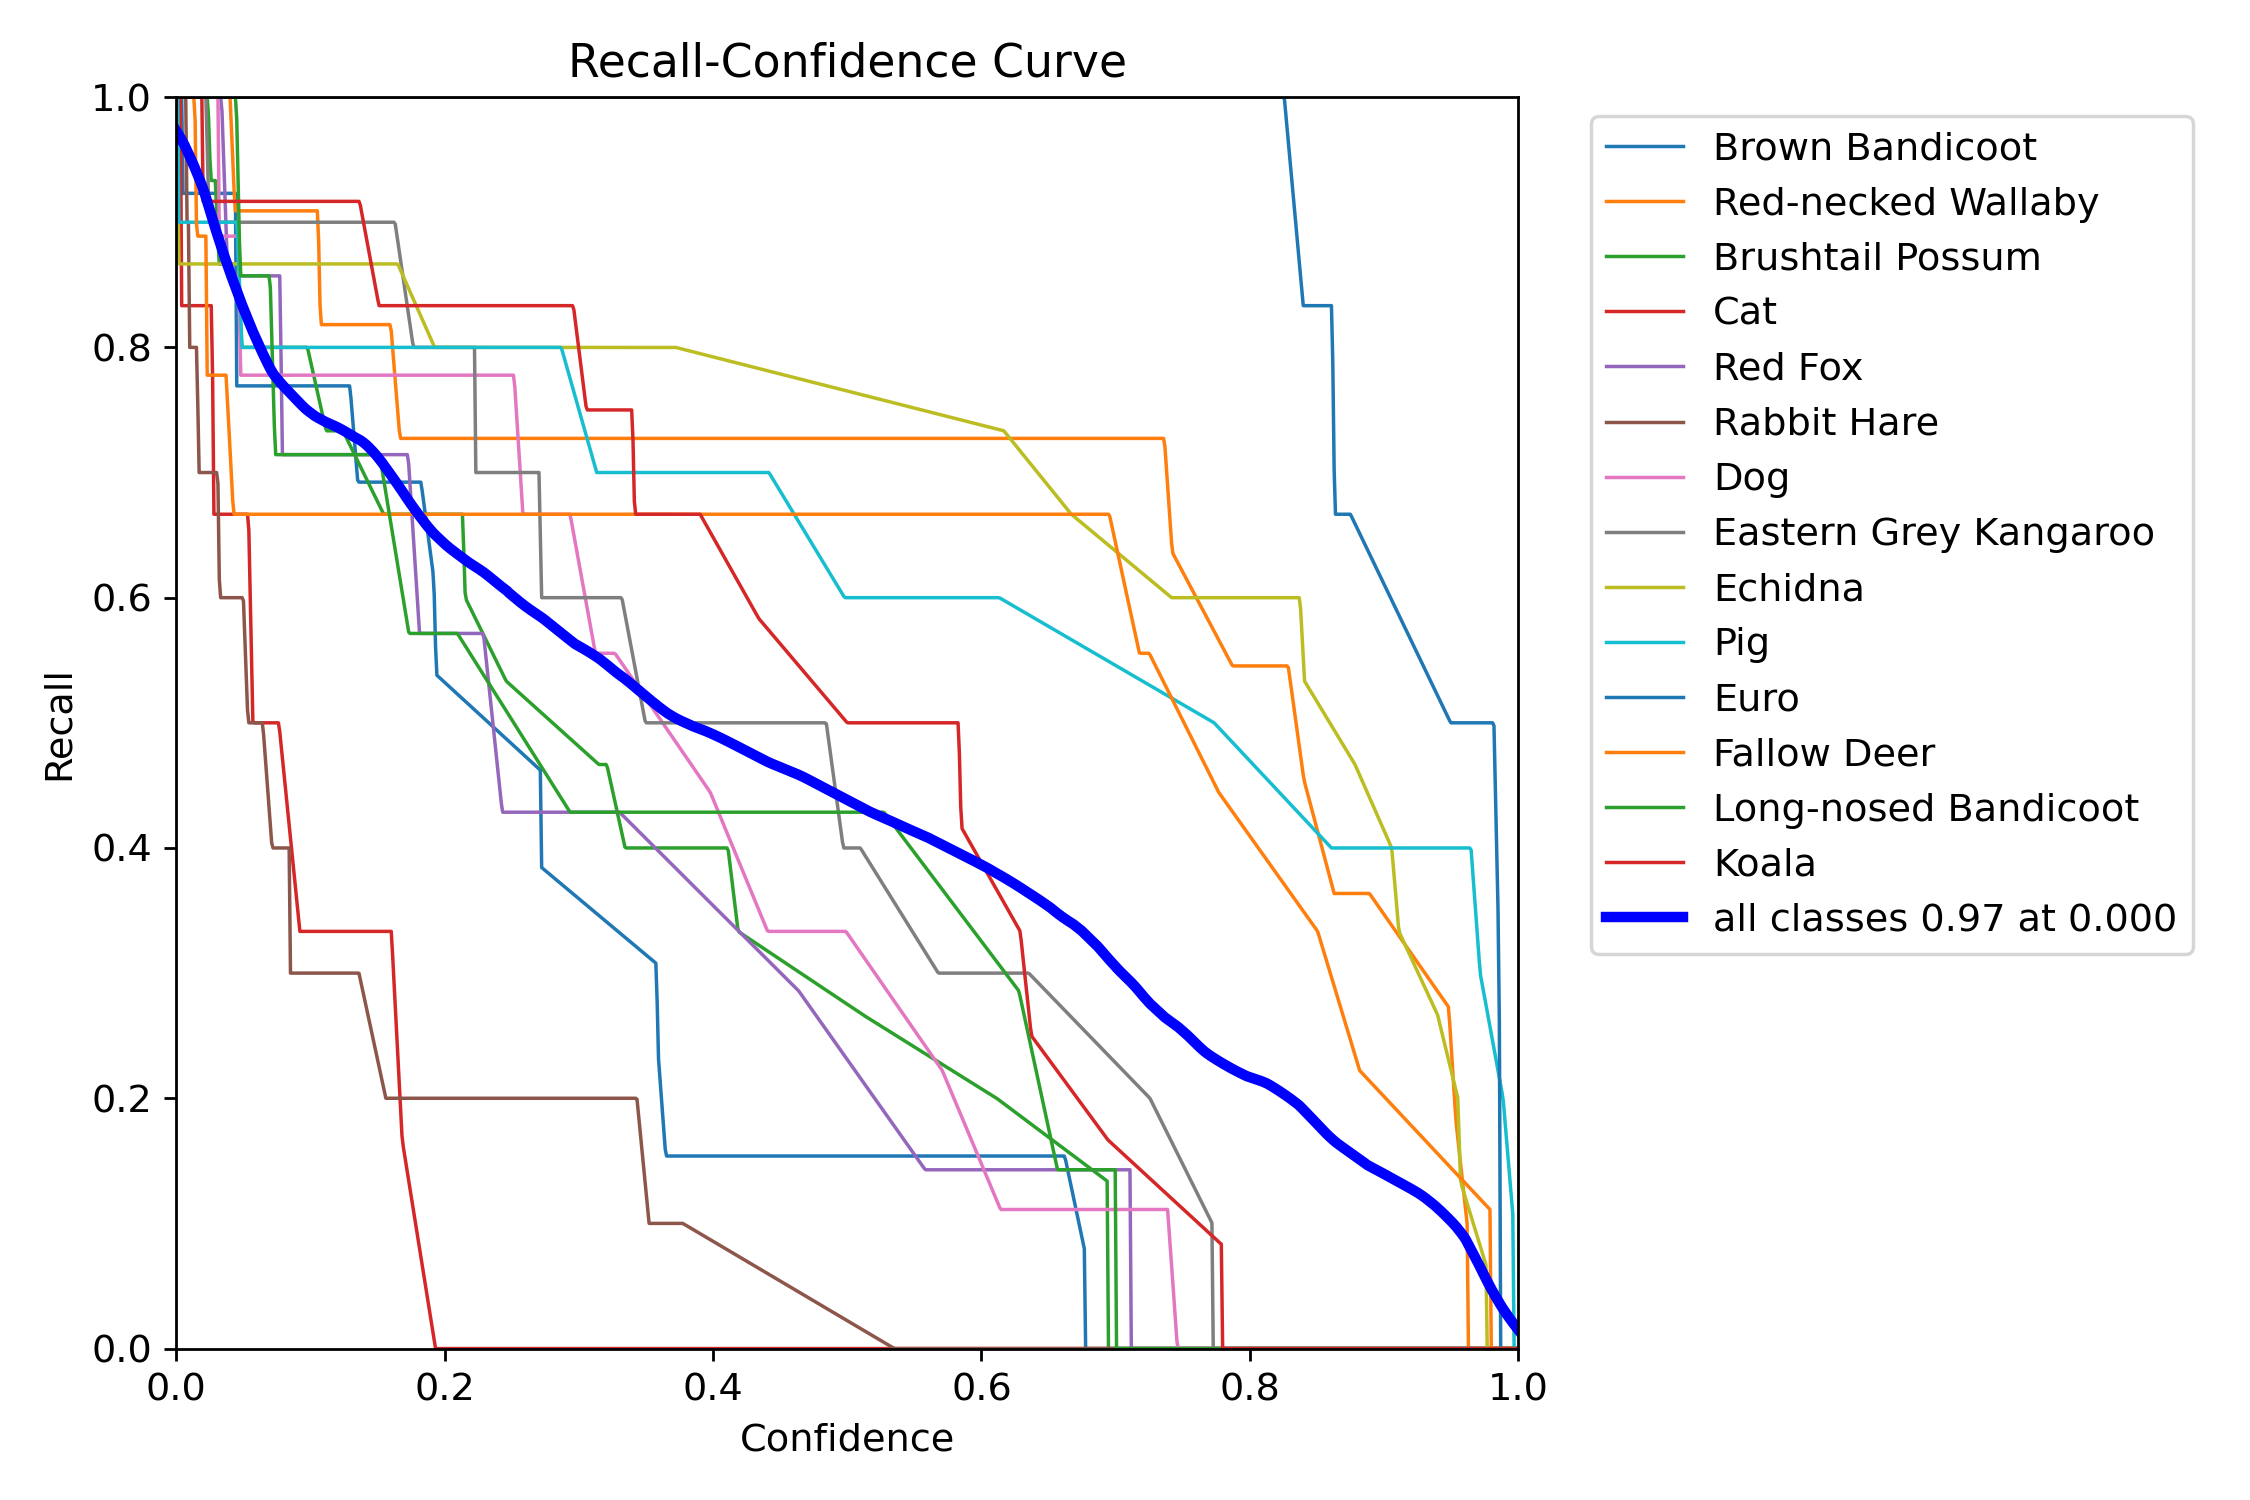 Recall-Confidence Curve
1.0
0.8
0.6
0.4
0.2
0.0
Recall
0.0 0.2 0.4 0.6 0.8 1.0
Confidence
Brown Bandicoot
Red-necked Wallaby
Brushtail Possum
Cat
Red Fox
Rabbit Hare
Dog
Eastern Grey Kangaroo
Echidna
Pig
Euro
Fallow Deer
Long-nosed Bandicoot
Koala
all classes 0.97 at 0.000